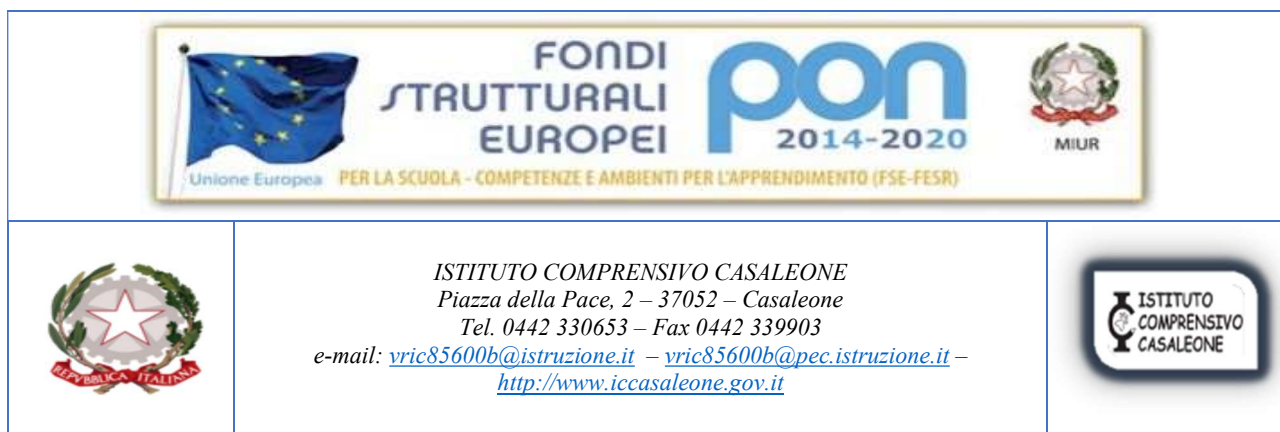 FONDI
STRUTTURALI
EUROPEI
pon
2014-2020
MIUR
Unione Europea
PER LA SCUOLA - COMPETENZE E AMBIENTI PER L'APPRENDIMENTO (FSE-FESR)
REPVBBLICA ITALIANA
ISTITUTO COMPRENSIVO CASALEONE
Piazza della Pace, 2 – 37052 – Casaleone
Tel. 0442 330653 – Fax 0442 339903
e-mail: vric85600b@istruzione.it – vric85600b@pec.istruzione.it –
http://www.iccasaleone.gov.it
ISTITUTO
COMPRENSIVO
CASALEONE